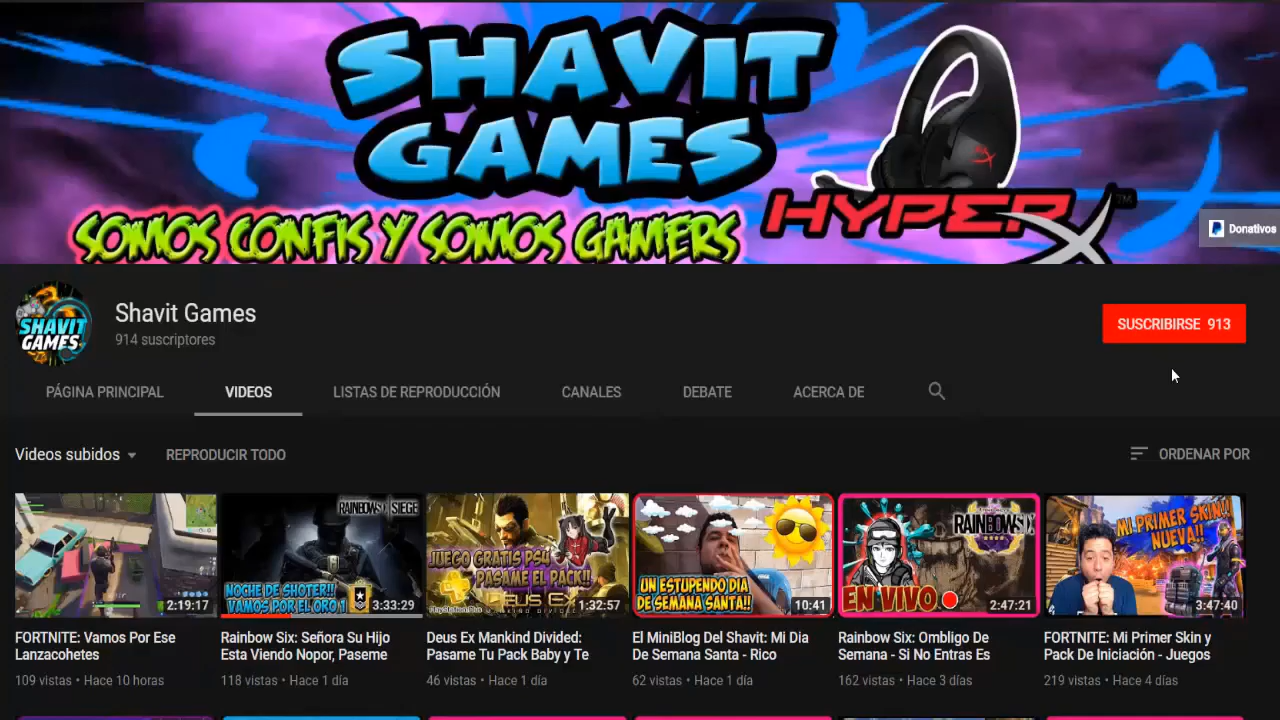 SHAVIT
GAMES
SOMOS CONFIS Y SOMOS GAMERS
HYPERX™
Donativos
SHAVIT
GAMES
Shavit Games
914 suscriptores
SUSCRIBIRSE 913
PÁGINA PRINCIPAL
VIDEOS
LISTAS DE REPRODUCCIÓN
CANALES
DEBATE
ACERCA DE
Videos subidos
REPRODUCIR TODO
ORDENAR POR
2:19:17
RAINBOW SIX SIEGE
NOCHE DE SHOTER!!
VAMOS POR EL ORO 1
3:33:29
JUEGO GRATIS PS4
PASAME EL PACK!!
1:32:57
UN ESTUPENDO DIA
DE SEMANA SANTA!!
10:41
RAINBOW SIX
EN VIVO
2:47:21
MI PRIMER SKIN!!
NUEVA!!
3:47:40
FORTNITE: Vamos Por Ese
Lanzacohetes
109 vistas • Hace 10 horas
Rainbow Six: Señora Su Hijo
Esta Viendo Nopor, Paseme
118 vistas • Hace 1 día
Deus Ex Mankind Divided:
Pasame Tu Pack Baby y Te
46 vistas • Hace 1 día
El MiniBlog Del Shavit: Mi Dia
De Semana Santa - Rico
62 vistas • Hace 1 día
Rainbow Six: Ombligo De
Semana - Si No Entras Es
162 vistas • Hace 3 días
FORTNITE: Mi Primer Skin y
Pack De Iniciación - Juegos
219 vistas • Hace 4 días